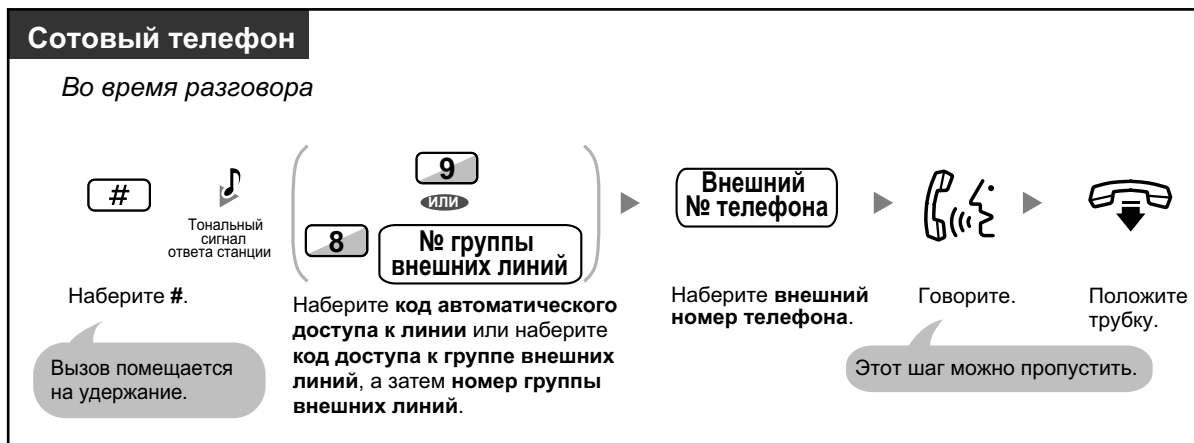 Сотовый телефон
Во время разговора
#
Тональный
сигнал
ответа станции
9
или
8
№ группы
внешних линий
Внешний
№ телефона
Наберите #.
Вызов помещается
на удержание.
Наберите код автоматического
доступа к линии или наберите
код доступа к группе внешних
линий, а затем номер группы
внешних линий.
Наберите внешний
номер телефона.
Говорите.
Этот шаг можно пропустить.
Положите
трубку.